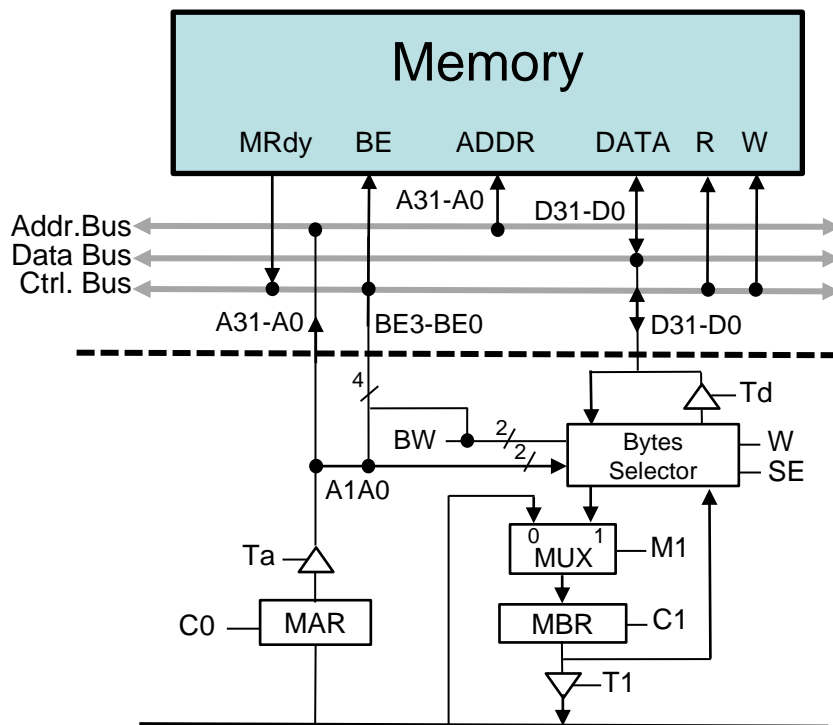 Memory
MRdy BE ADDR DATA R W
A31-A0 D31-D0
Addr.Bus
Data Bus
Ctrl. Bus
A31-A0 BE3-BE0 D31-D0
4 Td
BW 2 Bytes W
2 Selector SE
A1A0
0 1
Ta MUX M1
C0 MAR MBR C1
T1